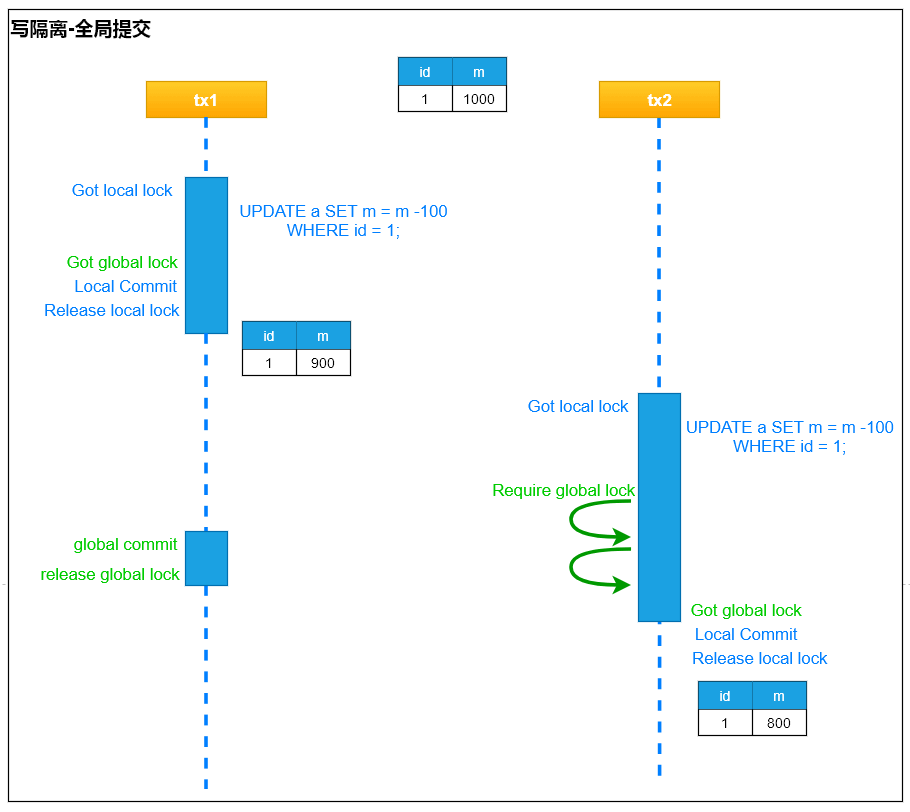 写隔离-全局提交
id m
1 1000
tx1
tx2
Got local lock
UPDATE a SET m = m -100
WHERE id = 1;
Got global lock
Local Commit
Release local lock
id m
1 900
Got local lock
UPDATE a SET m = m -100
WHERE id = 1;
Require global lock
global commit
release global lock
Got global lock
Local Commit
Release local lock
id m
1 800